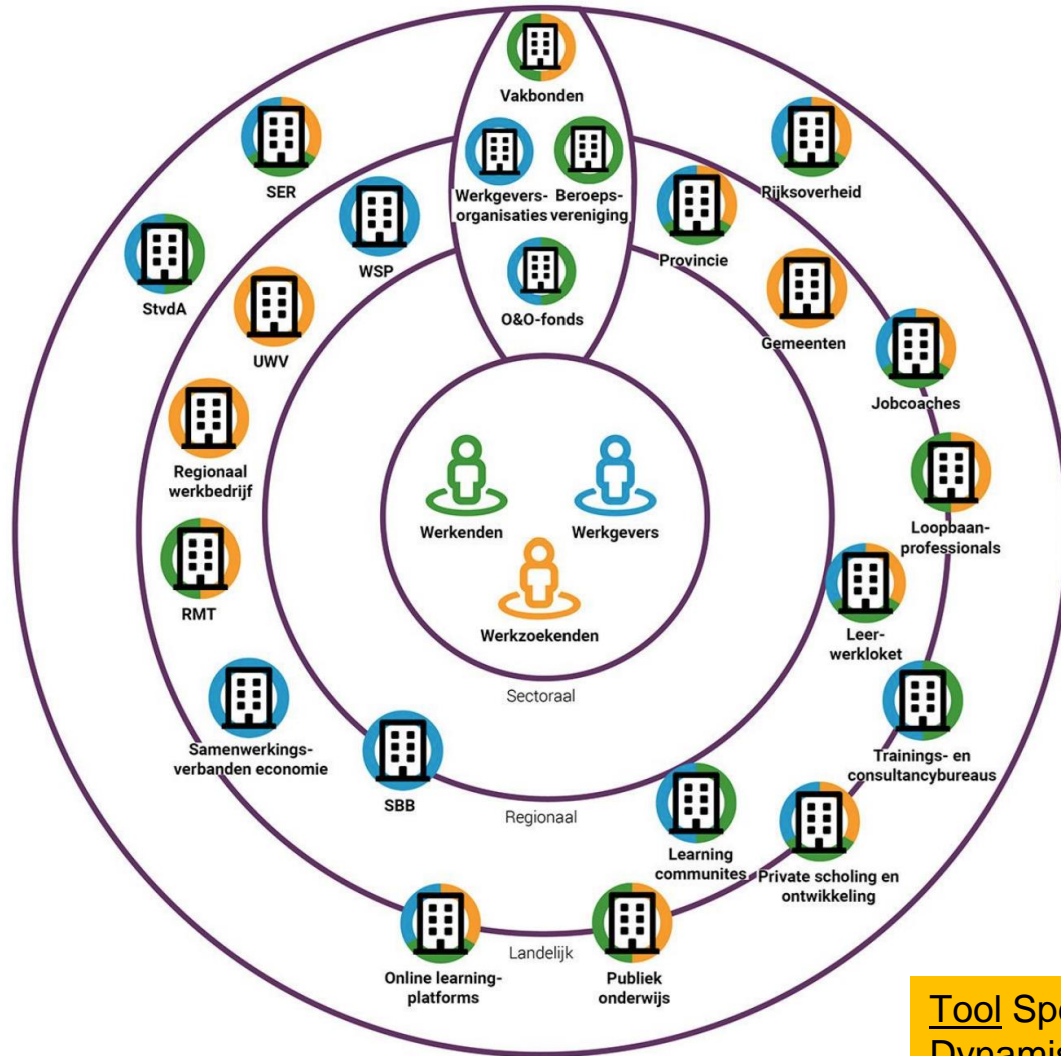 Vakbonden
Werkgevers-
organisaties
Beroeps-
vereniging
SER
Rijksoverheid
WSP
Provincie
StvdA
O&O-fonds
UWV
Gemeenten
Jobcoaches
Regionaal
werkbedrijf
Werkenden
Werkgevers
Loopbaan-
professionals
RMT
Werkzoekenden
Leer-
werkloket
Sectoraal
Samenwerkings-
verbanden economie
Trainings- en
consultancybureaus
SBB
Regionaal
Learning
communites
Private scholing en
ontwikkeling
Landelijk
Online learning-
platforms
Publiek
onderwijs
Tool